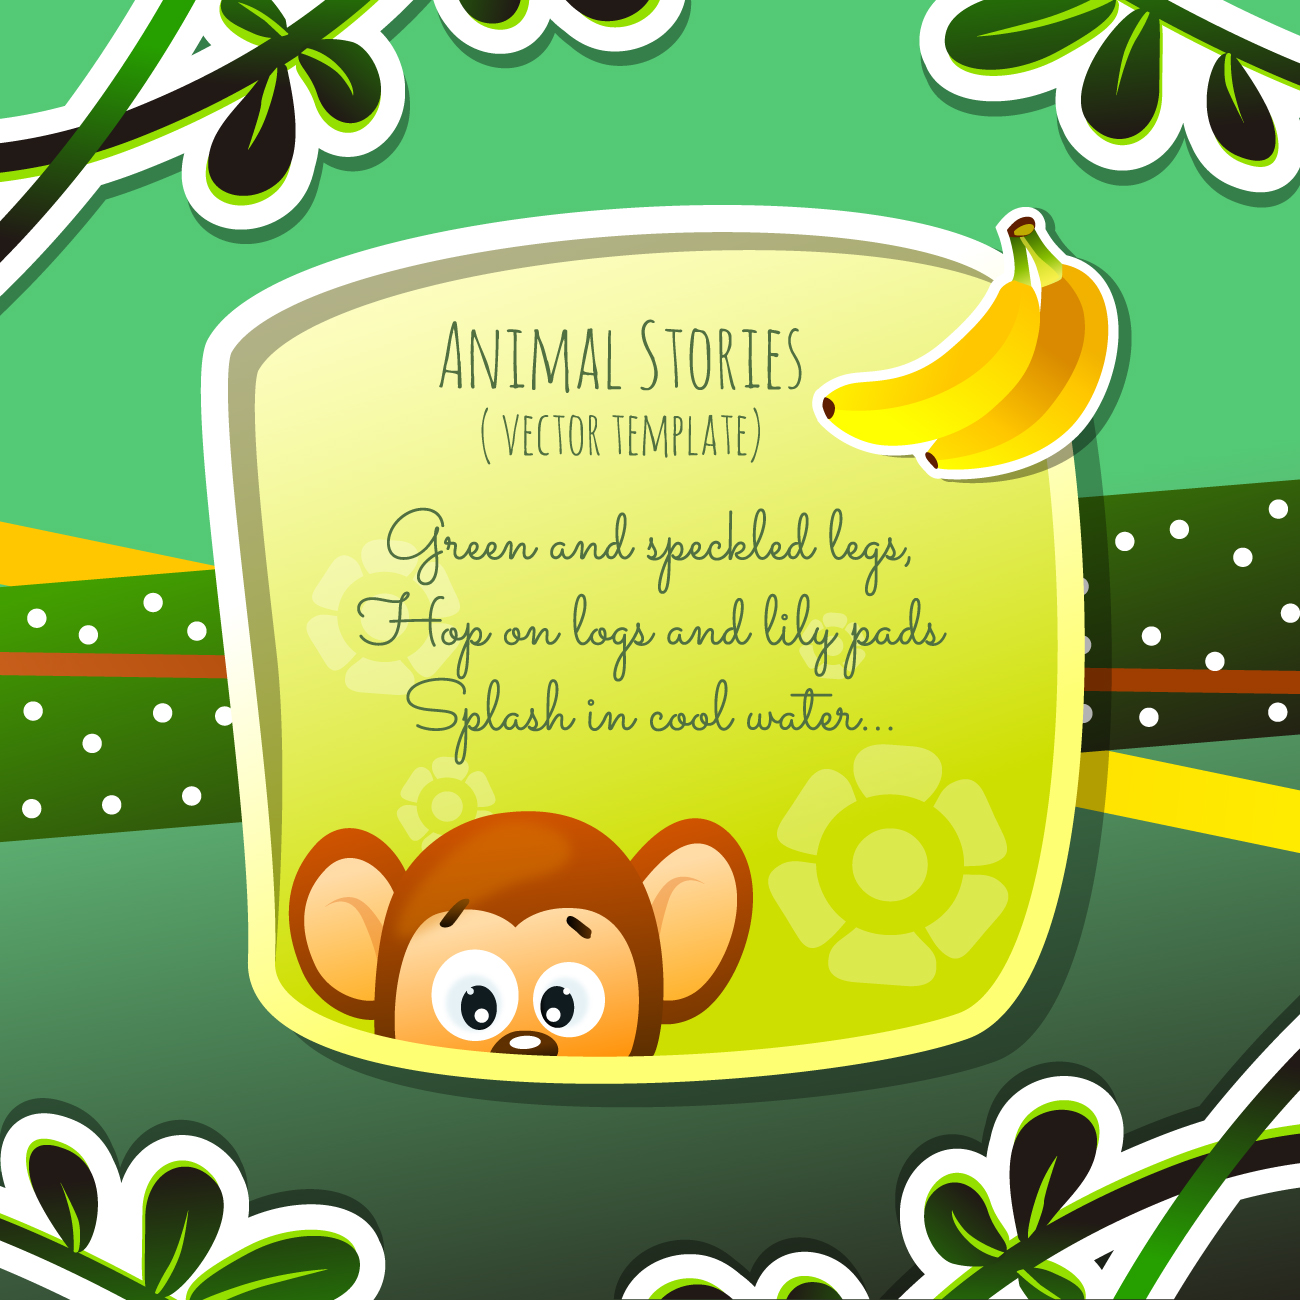 Animal Stories
( vector template)
Green and speckled legs,
Hop on logs and lily pads
Splash in cool water...